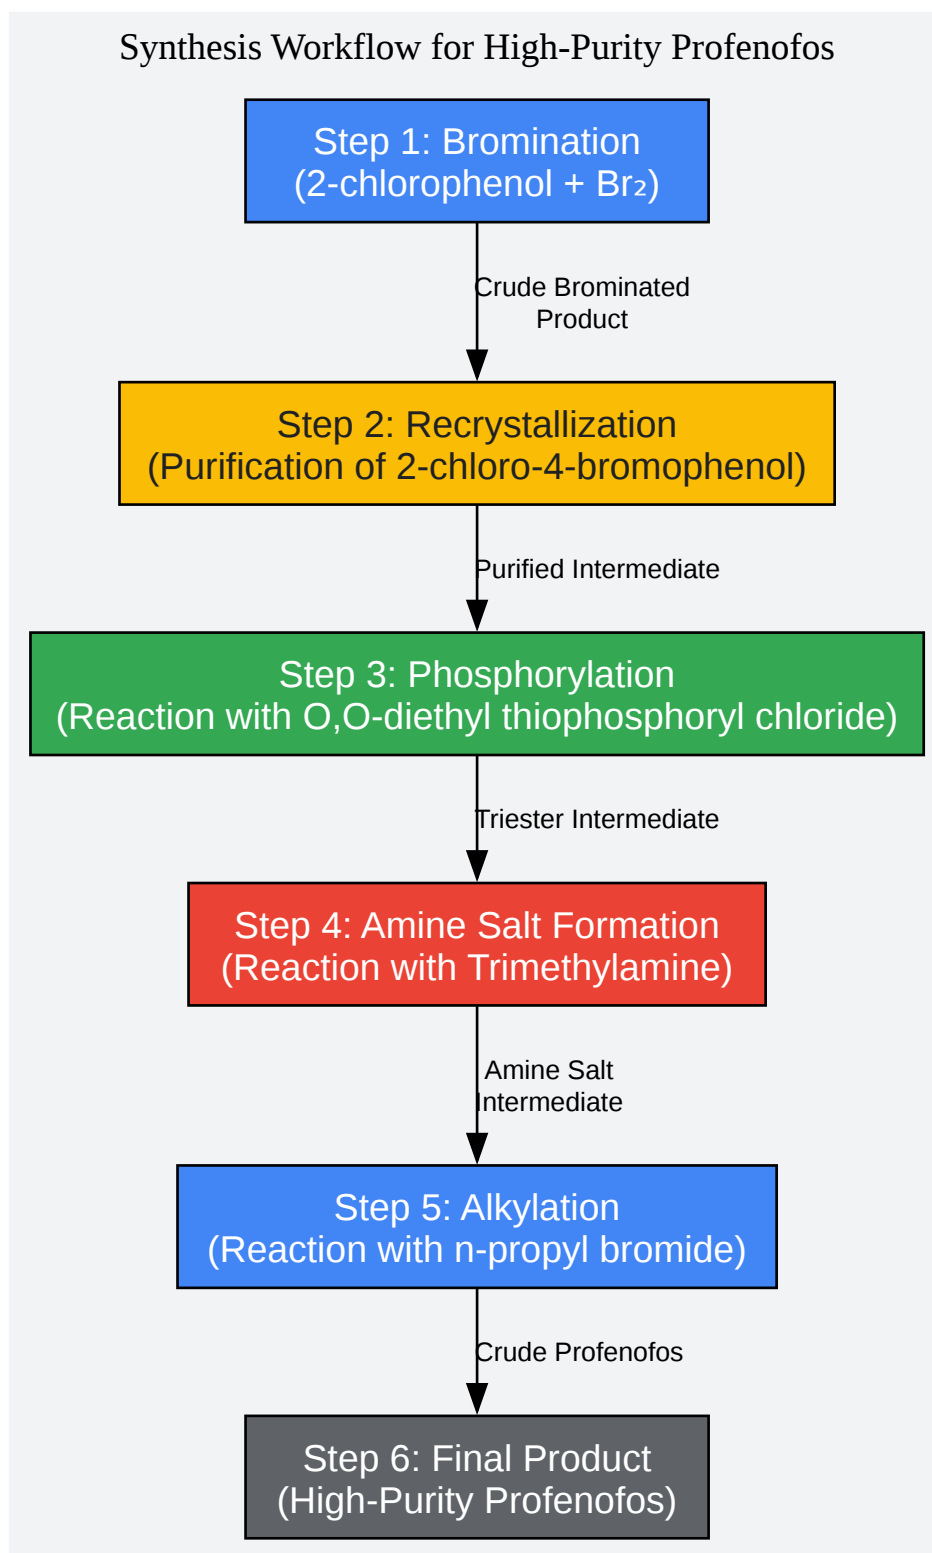 Synthesis Workflow for High-Purity Profenofos
Step 1: Bromination
(2-chlorophenol + Br₂)
Crude Brominated
Product
Step 2: Recrystallization
(Purification of 2-chloro-4-bromophenol)
Purified Intermediate
Step 3: Phosphorylation
(Reaction with O,O-diethyl thiophosphoryl chloride)
Triester Intermediate
Step 4: Amine Salt Formation
(Reaction with Trimethylamine)
Amine Salt
Intermediate
Step 5: Alkylation
(Reaction with n-propyl bromide)
Crude Profenofos
Step 6: Final Product
(High-Purity Profenofos)